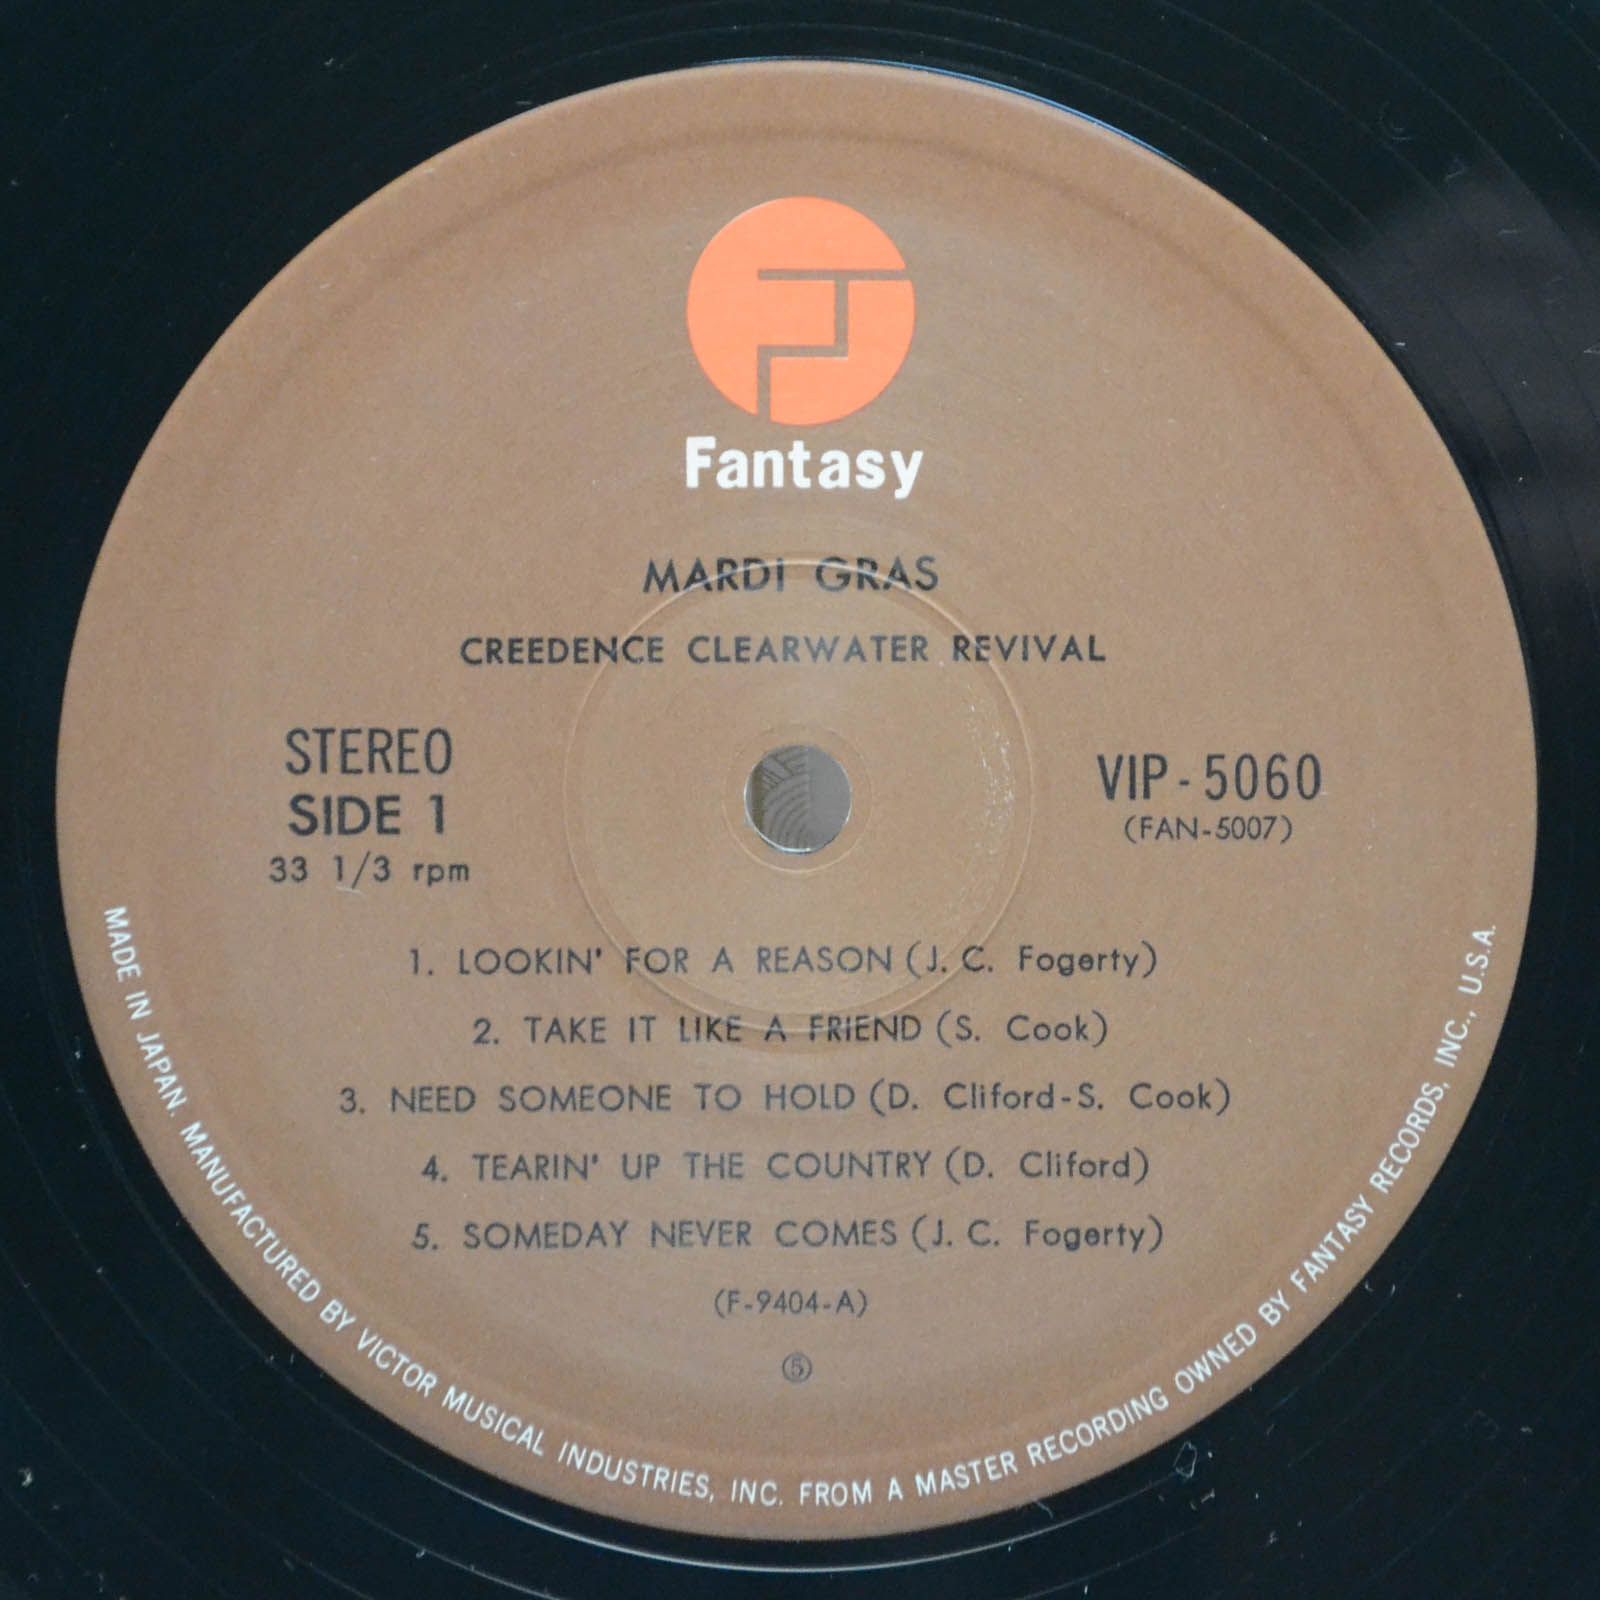 Fantasy
MARDI GRAS
CREEDENCE CLEARWATER REVIVAL
STEREO
SIDE 1
33 1/3 rpm
VIP-5060
(FAN-5007)
1. LOOKIN' FOR A REASON (J. C. Fogerty)
2. TAKE IT LIKE A FRIEND (S. Cook)
3. NEED SOMEONE TO HOLD (D. Cliford-S. Cook)
4. TEARIN' UP THE COUNTRY (D. Cliford)
5. SOMEDAY NEVER COMES (J. C. Fogerty)
(F-9404-A)
⑤
MADE IN JAPAN. MANUFACTURED BY VICTOR MUSICAL INDUSTRIES, INC. FROM A MASTER RECORDING OWNED BY FANTASY RECORDS, INC., U.S.A.